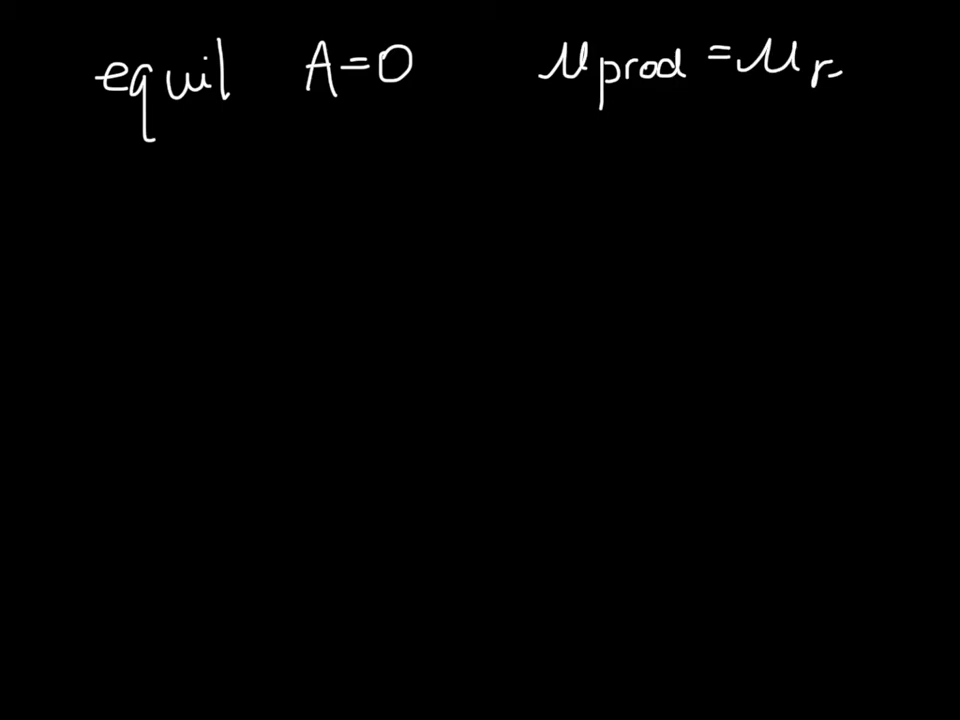 equil A=0 μprod = μr